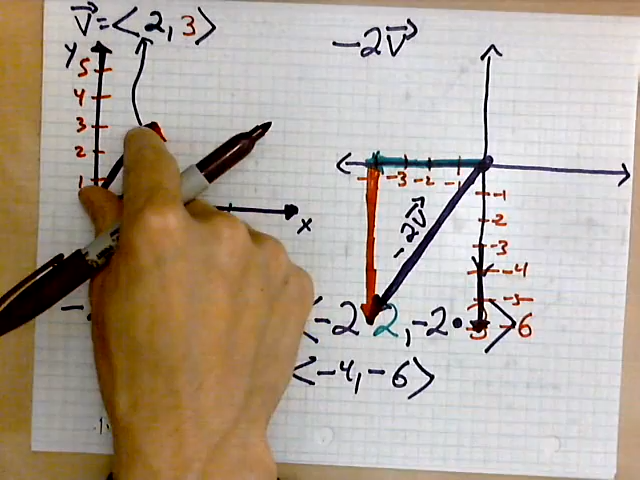 v⃗ = ⟨2, 3⟩
-2v⃗
y
5
4
3
2
1
x
-3 -2 -1
-1
-2
-3
-4
-5
-6
-2v⃗
⟨-2 2, -2·3⟩
⟨-4, -6⟩